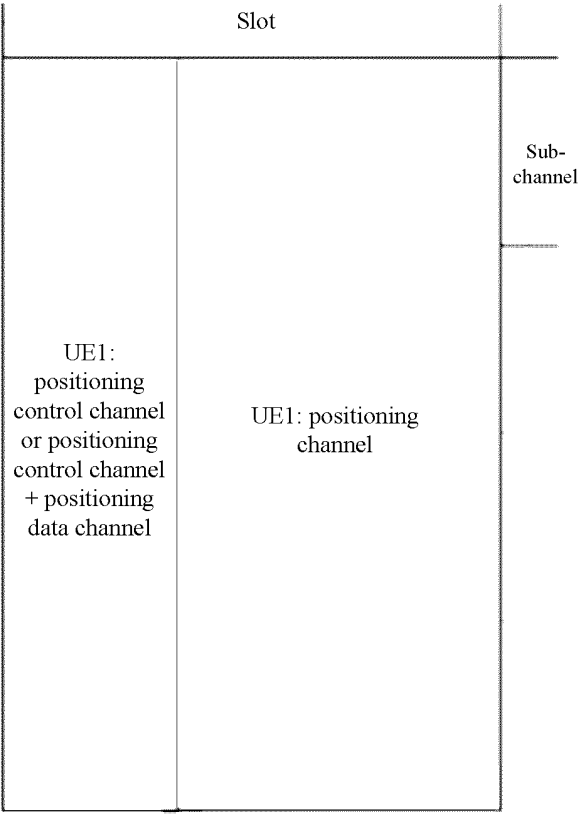 Slot
Sub-
channel
UE1:
positioning
control channel
or positioning
control channel
+ positioning
data channel
UE1: positioning
channel